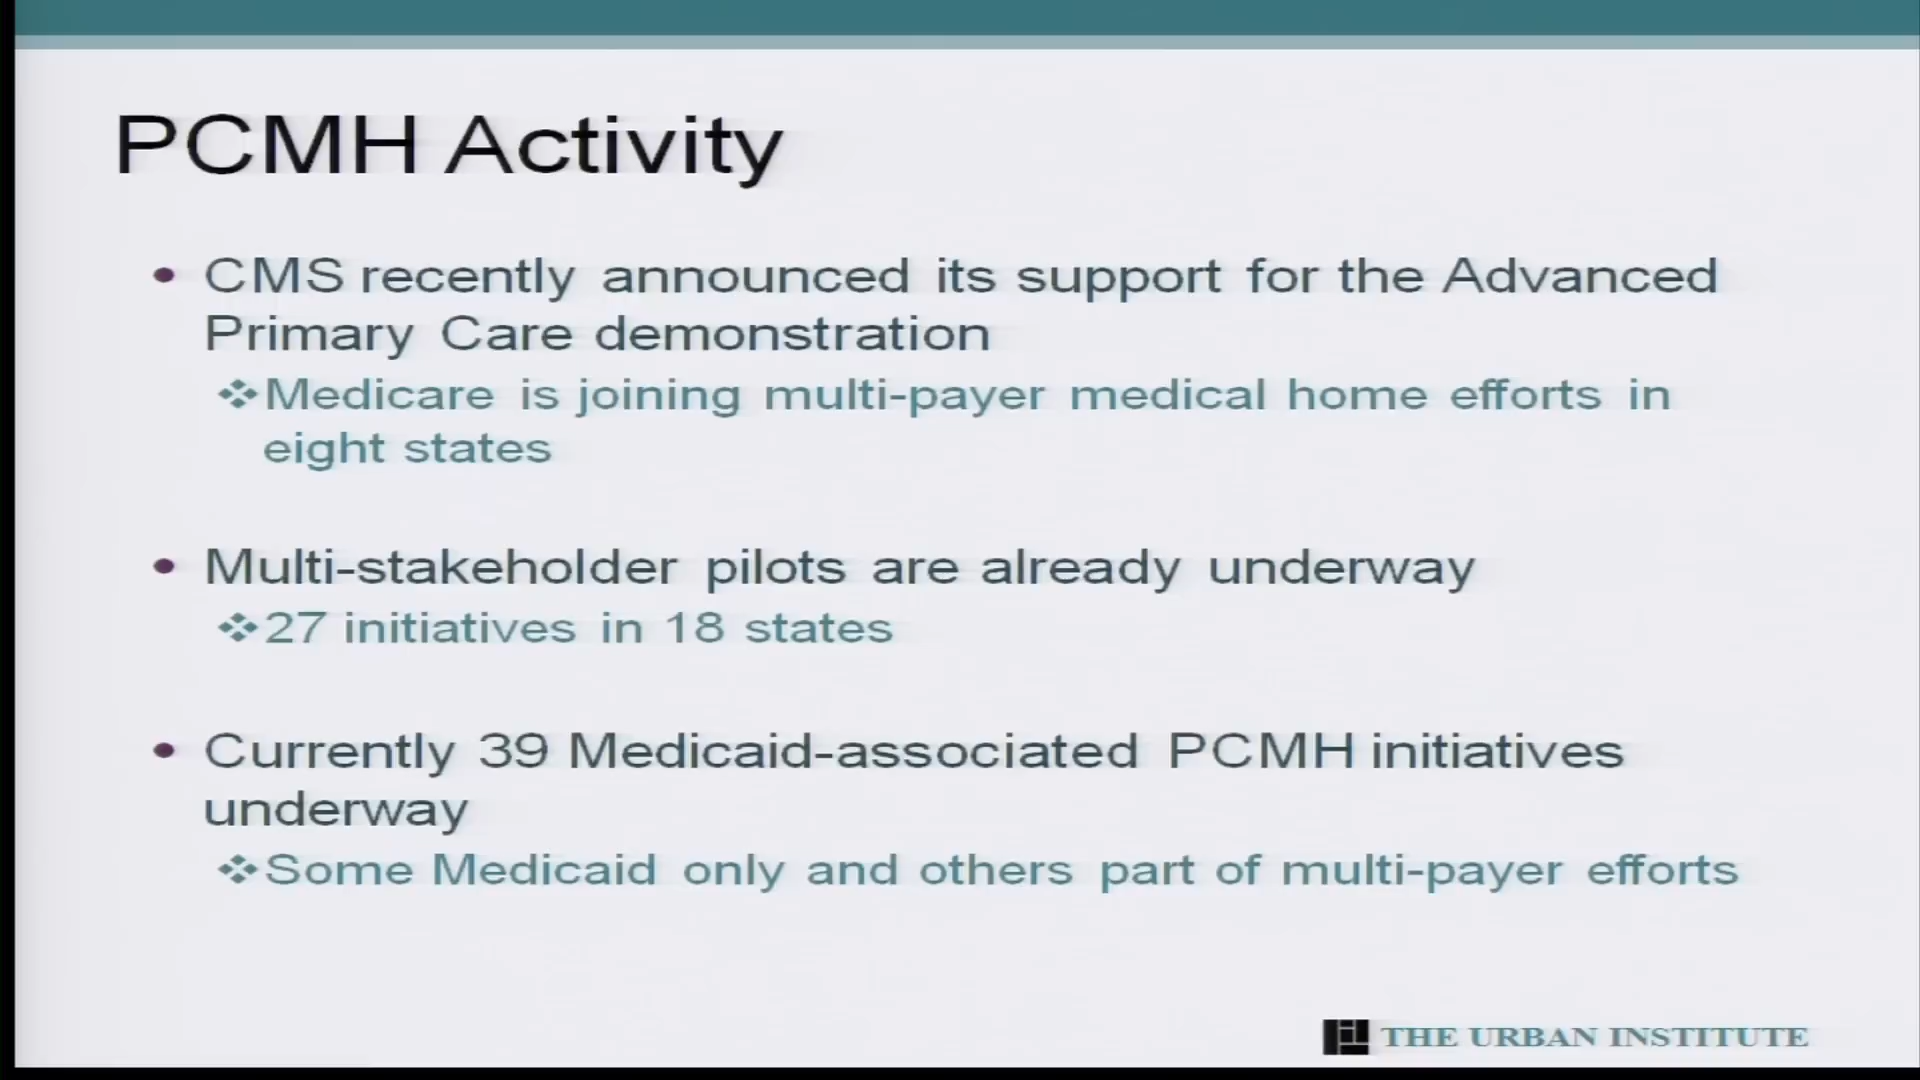 PCMH Activity
• CMS recently announced its support for the Advanced
Primary Care demonstration
❖Medicare is joining multi-payer medical home efforts in
eight states
• Multi-stakeholder pilots are already underway
❖27 initiatives in 18 states
• Currently 39 Medicaid-associated PCMH initiatives
underway
❖Some Medicaid only and others part of multi-payer efforts
THE URBAN INSTITUTE